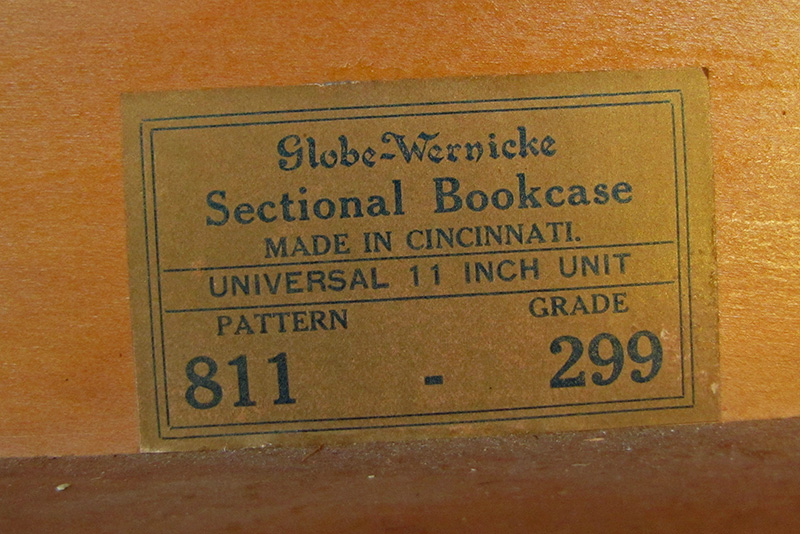 Globe-Wernicke
Sectional Bookcase
MADE IN CINCINNATI.
UNIVERSAL 11 INCH UNIT
PATTERN GRADE
811 - 299